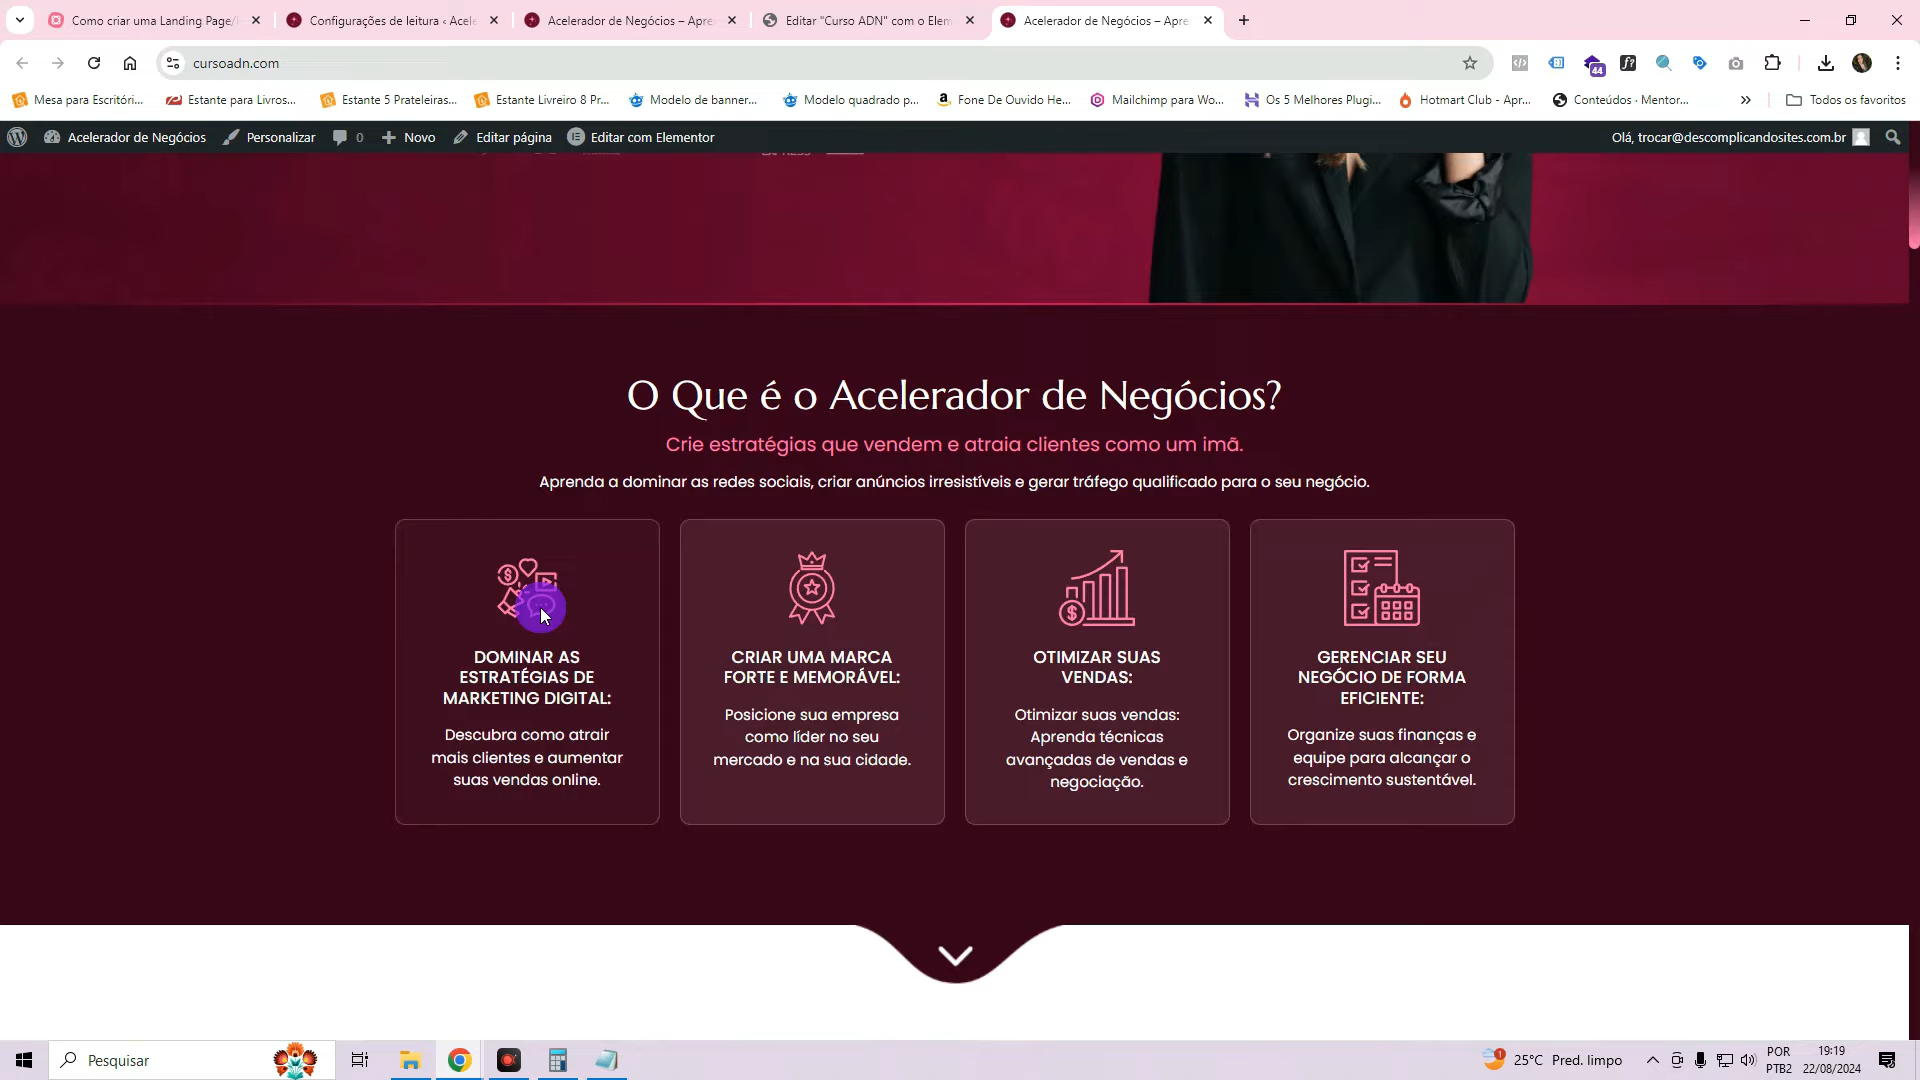 Como criar uma Landing Page/
Configurações de leitura ‹ Acele
Acelerador de Negócios – Apre
Editar "Curso ADN" com o Elem
Acelerador de Negócios – Apre
cursoadn.com
44
Mesa para Escritóri...
Estante para Livros...
Estante 5 Prateleiras...
Estante Livreiro 8 Pr...
Modelo de banner...
Modelo quadrado p...
Fone De Ouvido He...
Mailchimp para Wo...
Os 5 Melhores Plugi...
Hotmart Club - Apr...
Conteúdos · Mentor...
Todos os favoritos
Acelerador de Negócios
Personalizar
0
Novo
Editar página
Editar com Elementor
Olá, trocar@descomplicandosites.com.br
O Que é o Acelerador de Negócios?
Crie estratégias que vendem e atraia clientes como um imã.
Aprenda a dominar as redes sociais, criar anúncios irresistíveis e gerar tráfego qualificado para o seu negócio.
DOMINAR AS
ESTRATÉGIAS DE
MARKETING DIGITAL:
Descubra como atrair
mais clientes e aumentar
suas vendas online.
CRIAR UMA MARCA
FORTE E MEMORÁVEL:
Posicione sua empresa
como líder no seu
mercado e na sua cidade.
OTIMIZAR SUAS
VENDAS:
Otimizar suas vendas:
Aprenda técnicas
avançadas de vendas e
negociação.
GERENCIAR SEU
NEGÓCIO DE FORMA
EFICIENTE:
Organize suas finanças e
equipe para alcançar o
crescimento sustentável.
Pesquisar
1
25°C Pred. limpo
POR
PTB2
19:19
22/08/2024